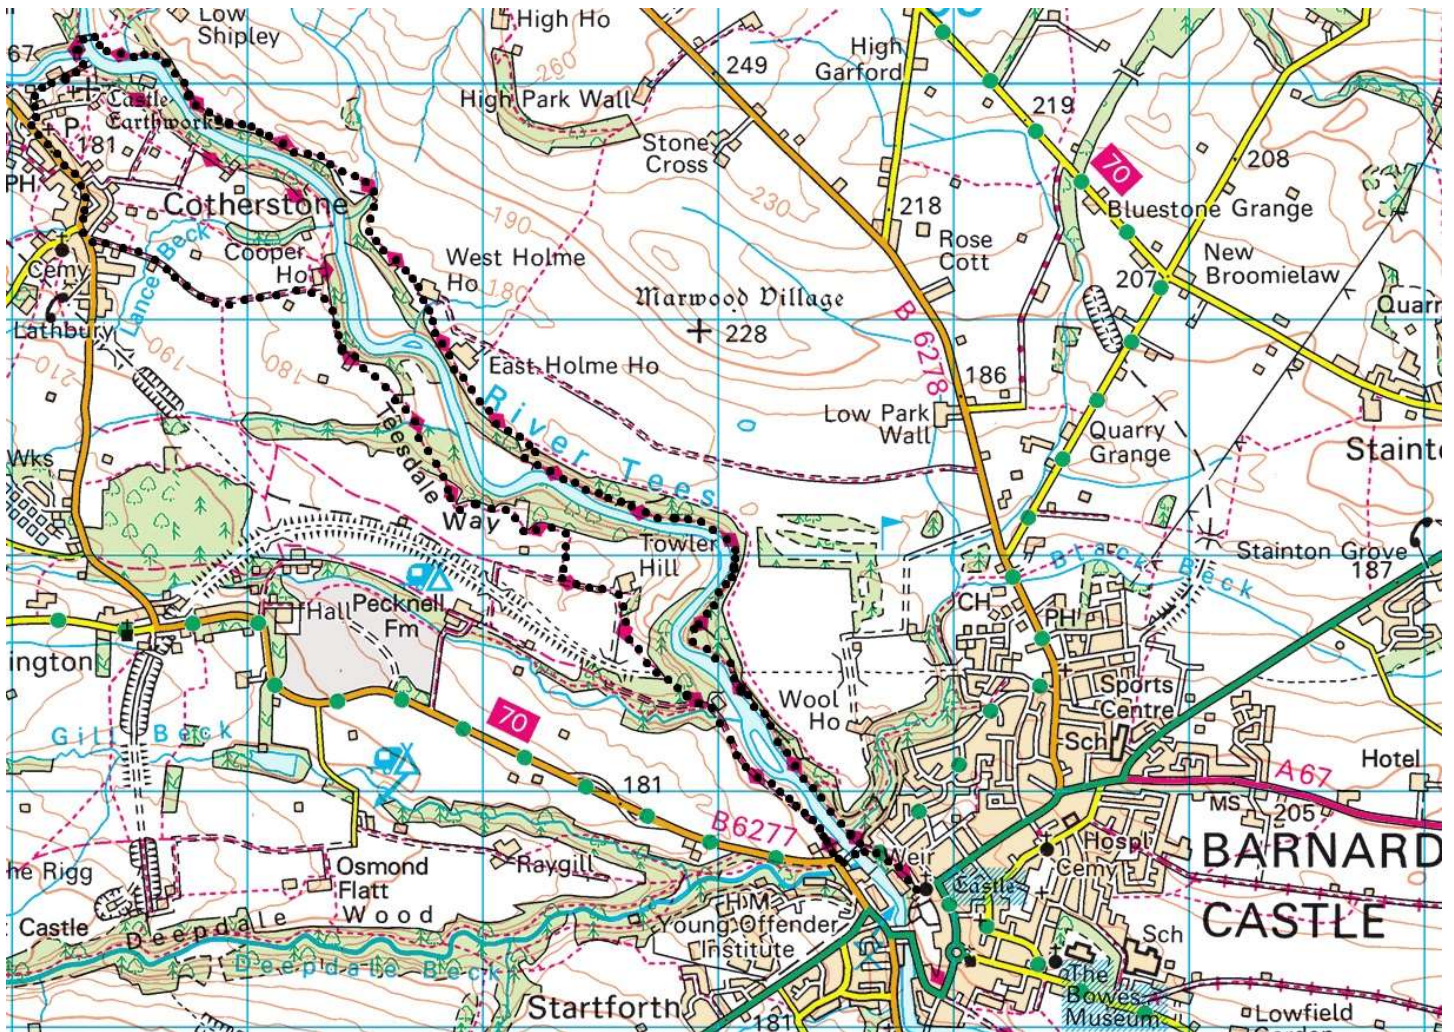 Low
Shipley
High Ho
67
260
249
High
Garford
High Park Wall
219
Castle
Earthworks
P
181
Stone
Cross
70
208
PH
Cotherstone
190
230
218
Bluestone Grange
Lance Beck
Cooper
Ho
West Holme
Ho
Rose
Cott
New
Broomielaw
Cemy
180
Marwood Village
207
Quarr
Lathbury
228
B 6278
210
190
180
East Holme Ho
186
River Tees
Low Park
Wall
Quarry
Grange
Teesdale
Way
Wks
Staint
Towler
Hill
Black Beck
Stainton Grove
187
Hall
Pecknell
Fm
CH
PH
ington
Wool
Ho
Sports
Centre
70
Gill Beck
Sch
Hotel
181
A 67
MS
205
B6277
BARNARD
CASTLE
Weir
Hospl
Cemy
he Rigg
Osmond
Flatt
Wood
Raygill
Castle
Castle
Deepdale
H M
Young Offender
Institute
Sch
Deepdale Beck
The
Bowes
Museum
Startforth
181
Lowfield